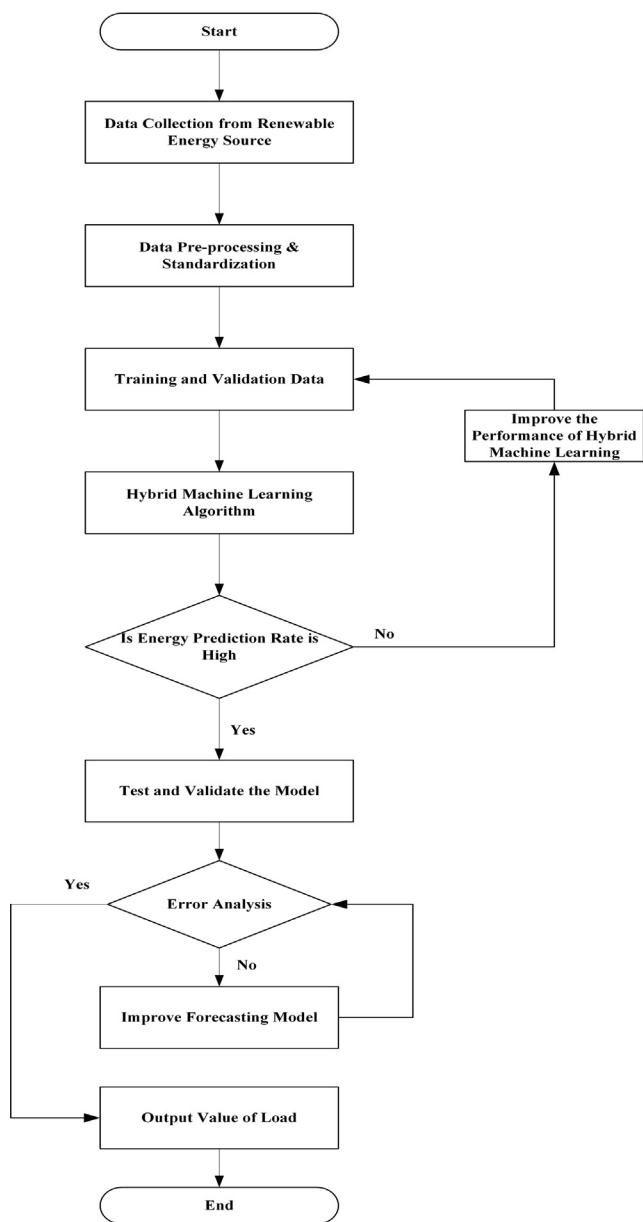 Start
Data Collection from Renewable
Energy Source
Data Pre-processing &
Standardization
Training and Validation Data
Improve the
Performance of Hybrid
Machine Learning
Hybrid Machine Learning
Algorithm
Is Energy Prediction Rate is
High
No
Yes
Test and Validate the Model
Yes
Error Analysis
No
Improve Forecasting Model
Output Value of Load
End